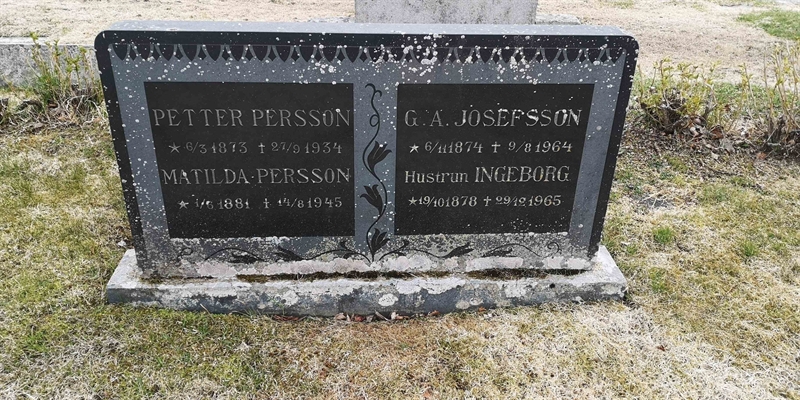 PETTER PERSSON
* 6/3 1873 ✝ 27/9 1934
MATILDA PERSSON
* 1/6 1881 ✝ 14/8 1945
G. A. JOSEFSSON
* 6/11 1874 ✝ 9/8 1964
Hustrun INGEBORG
* 19/10 1878 ✝ 29/12 1965